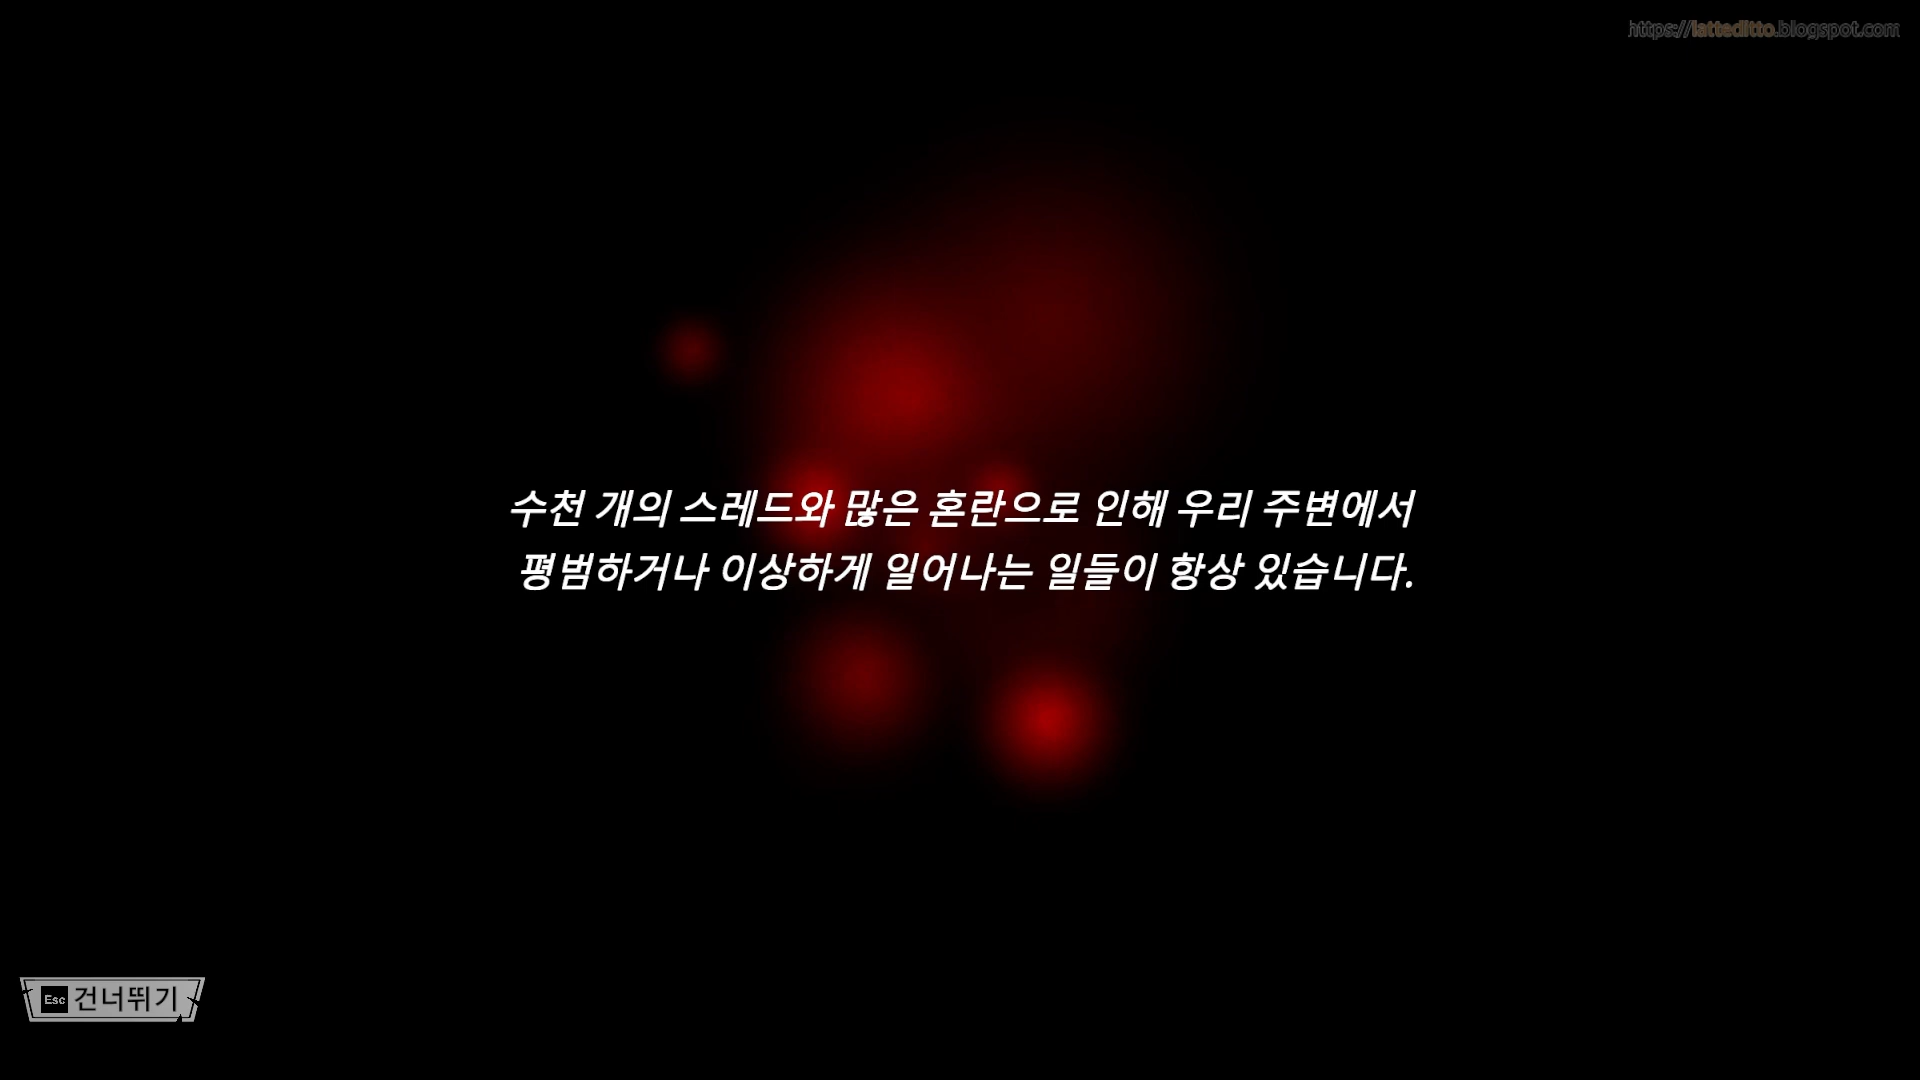 https://latteditto.blogspot.com
수천 개의 스레드와 많은 혼란으로 인해 우리 주변에서
평범하거나 이상하게 일어나는 일들이 항상 있습니다.
Esc 건너뛰기